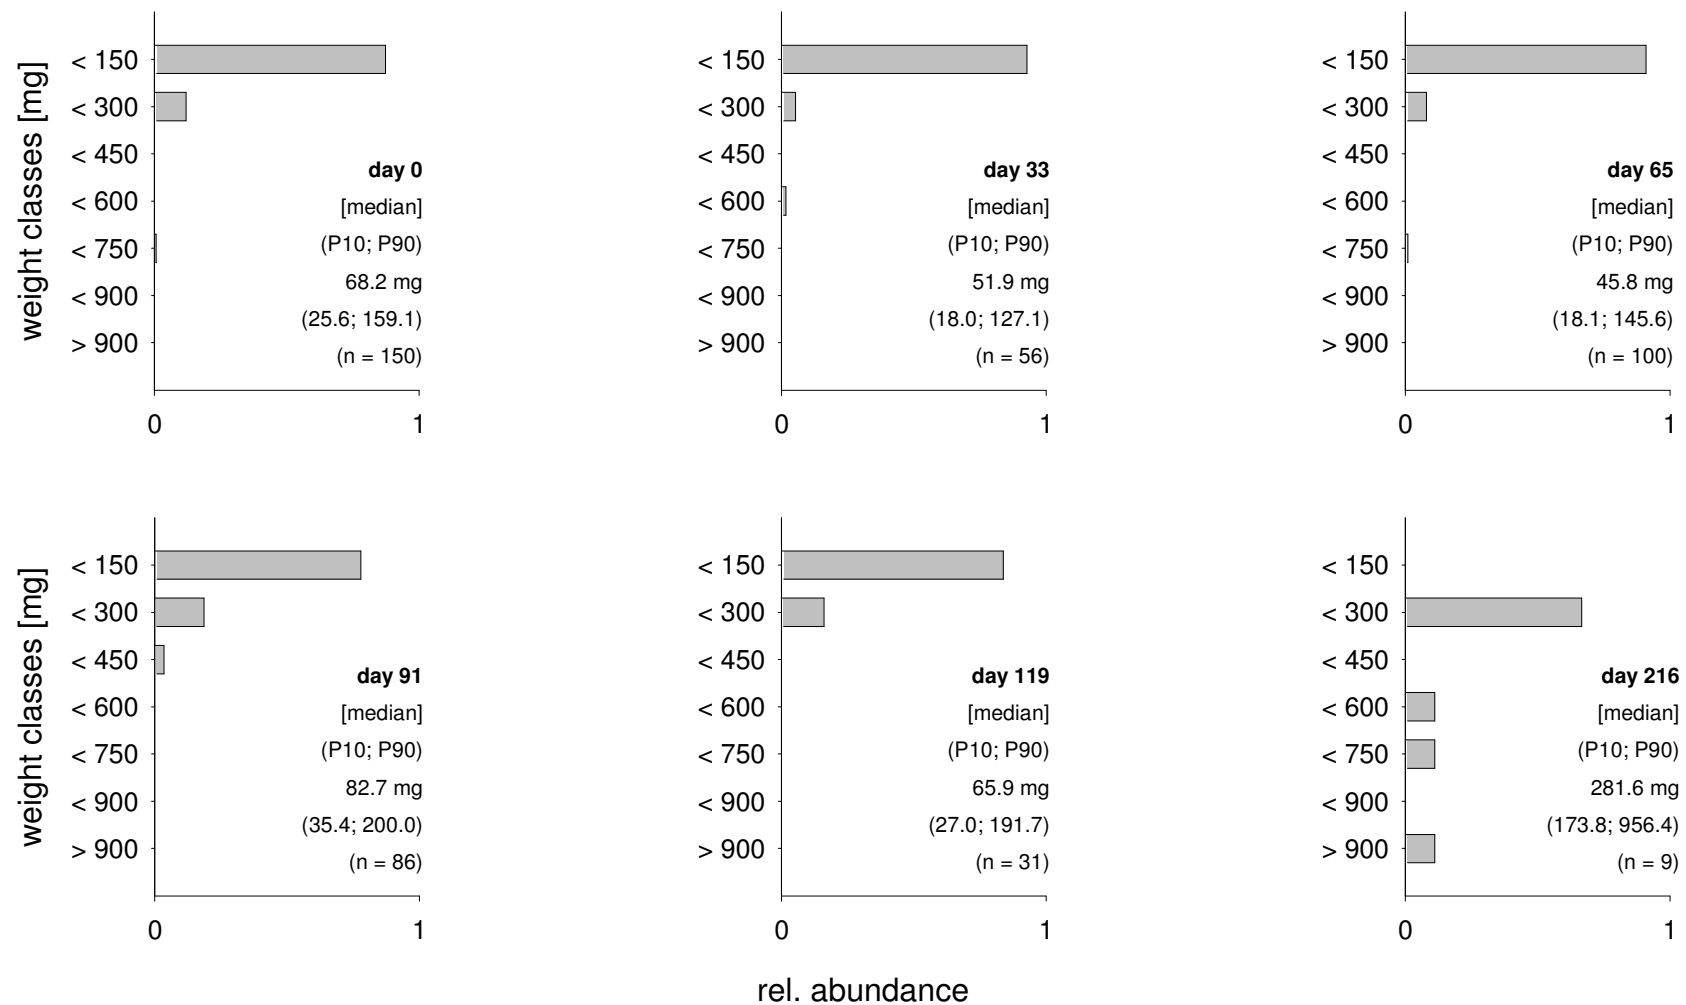 weight classes [mg]
< 150
< 300
< 450
< 600
< 750
< 900
> 900
day 0
[median]
(P10; P90)
68.2 mg
(25.6; 159.1)
(n = 150)
0
1
< 150
< 300
< 450
< 600
< 750
< 900
> 900
day 33
[median]
(P10; P90)
51.9 mg
(18.0; 127.1)
(n = 56)
0
1
< 150
< 300
< 450
< 600
< 750
< 900
> 900
day 65
[median]
(P10; P90)
45.8 mg
(18.1; 145.6)
(n = 100)
0
1
weight classes [mg]
< 150
< 300
< 450
< 600
< 750
< 900
> 900
day 91
[median]
(P10; P90)
82.7 mg
(35.4; 200.0)
(n = 86)
0
1
< 150
< 300
< 450
< 600
< 750
< 900
> 900
day 119
[median]
(P10; P90)
65.9 mg
(27.0; 191.7)
(n = 31)
0
1
< 150
< 300
< 450
< 600
< 750
< 900
> 900
day 216
[median]
(P10; P90)
281.6 mg
(173.8; 956.4)
(n = 9)
0
1
rel. abundance